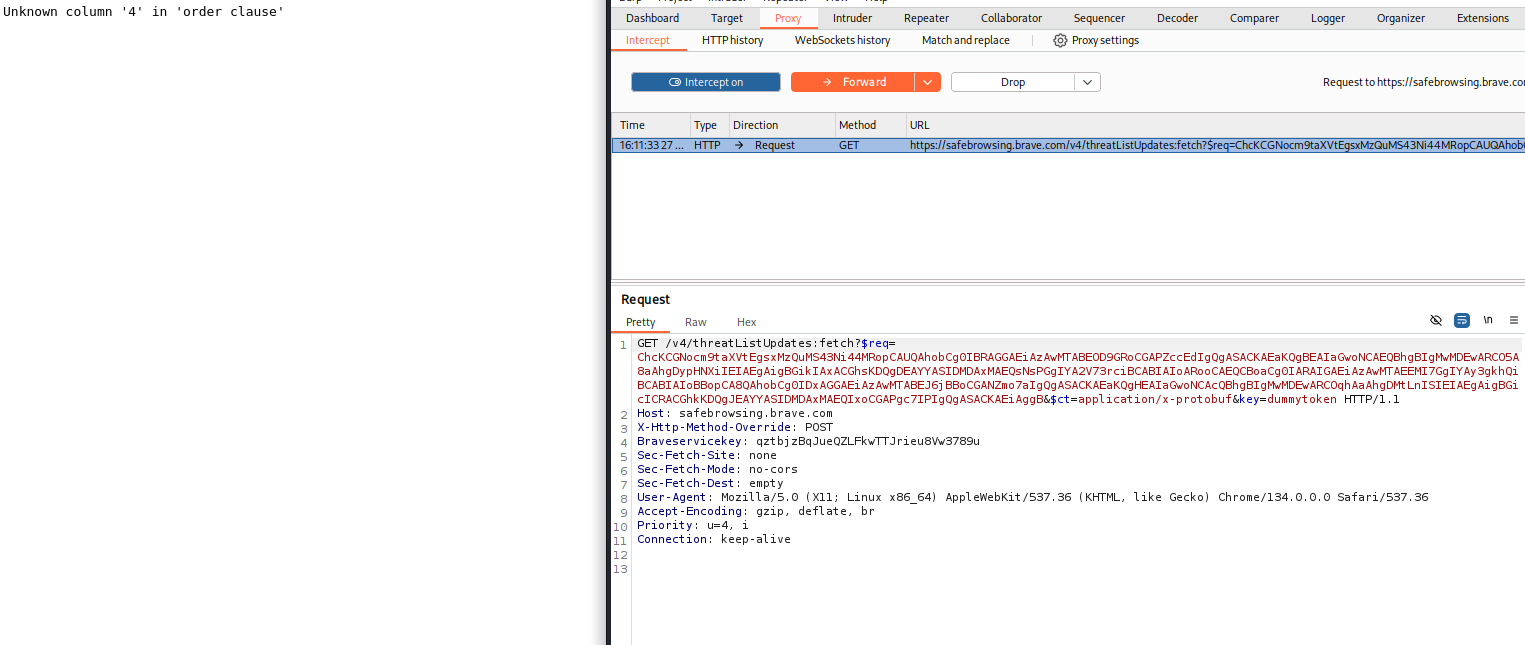 Unknown column '4' in 'order clause'
Dashboard Target Proxy Intruder Repeater Collaborator Sequencer Decoder Comparer Logger Organizer Extensions
Intercept HTTP history WebSockets history Match and replace Proxy settings
Intercept on Forward Drop Request to https://safebrowsing.brave.co
Time Type Direction Method URL
16:11:33 27 ... HTTP → Request GET https://safebrowsing.brave.com/v4/threatListUpdates:fetch?$req=ChcKCGNocm9taXVtEgsxMzQuMS43Ni44MRopCAUQAhob
Request
Pretty Raw Hex
\n
1 GET /v4/threatListUpdates:fetch?$req=
ChcKCGNocm9taXVtEgsxMzQuMS43Ni44MRopCAUQAhobCg0IBRAGGAEiAzAwMTABEOD9GRoCGAPZccEdIgQgASACKAEaKQgBEAIaGwoNCAEQBhgBIgMwMDEwARCO5A
8aAhgDypHNXiIEIAEgAigBGikIAxACGhsKDQgDEAYYASIDMDAxMAEQsNsPGgIYA2V73rciBCABIAIoARooCAEQCBoaCg0IARAIGAEiAzAwMTAEEMI7GgIYAy3gkhQi
BCABIAIoBBopCA8QAhobCg0IDxAGGAEiAzAwMTABEJ6jBBoCGANZmo7aIgQgASACKAEaKQgHEAIaGwoNCAcQBhgBIgMwMDEwARCOqhAaAhgDMtLnISIEIAEgAigBGi
cICRACGhkKDQgJEAYYASIDMDAxMAEQIxoCGAPgc7IPIgQgASACKAEiAggB&$ct=application/x-protobuf&key=dummytoken HTTP/1.1
2 Host: safebrowsing.brave.com
3 X-Http-Method-Override: POST
4 Braveservicekey: qztbjzBqJueQZLFkwTTJrieu8Vw3789u
5 Sec-Fetch-Site: none
6 Sec-Fetch-Mode: no-cors
7 Sec-Fetch-Dest: empty
8 User-Agent: Mozilla/5.0 (X11; Linux x86_64) AppleWebKit/537.36 (KHTML, like Gecko) Chrome/134.0.0.0 Safari/537.36
9 Accept-Encoding: gzip, deflate, br
10 Priority: u=4, i
11 Connection: keep-alive
12
13